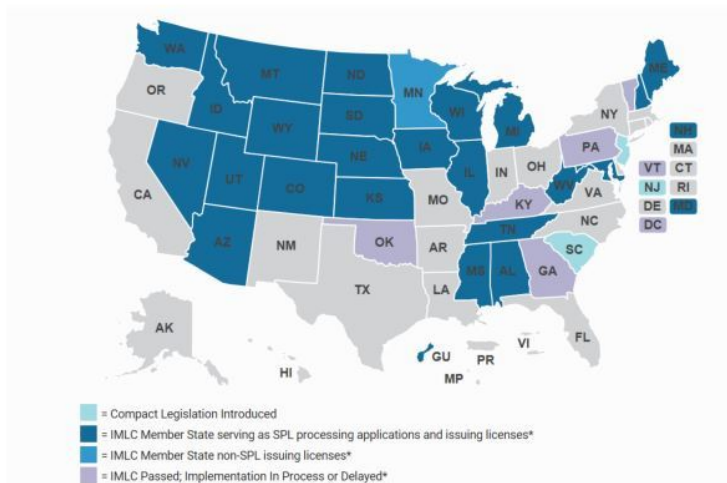 WA
MT
ND
ME
OR
MN
ID
SD
WI
NY
WY
MI
NH
IA
PA
MA
NV
NE
VT
CT
IL
IN
OH
NJ
RI
UT
CO
WV
DE
MD
CA
KS
MO
KY
VA
DC
TN
NC
AZ
NM
OK
AR
SC
MS
AL
GA
TX
LA
AK
FL
HI
GU
PR
VI
MP
= Compact Legislation Introduced
= IMLC Member State serving as SPL processing applications and issuing licenses*
= IMLC Member State non-SPL issuing licenses*
= IMLC Passed; Implementation In Process or Delayed*